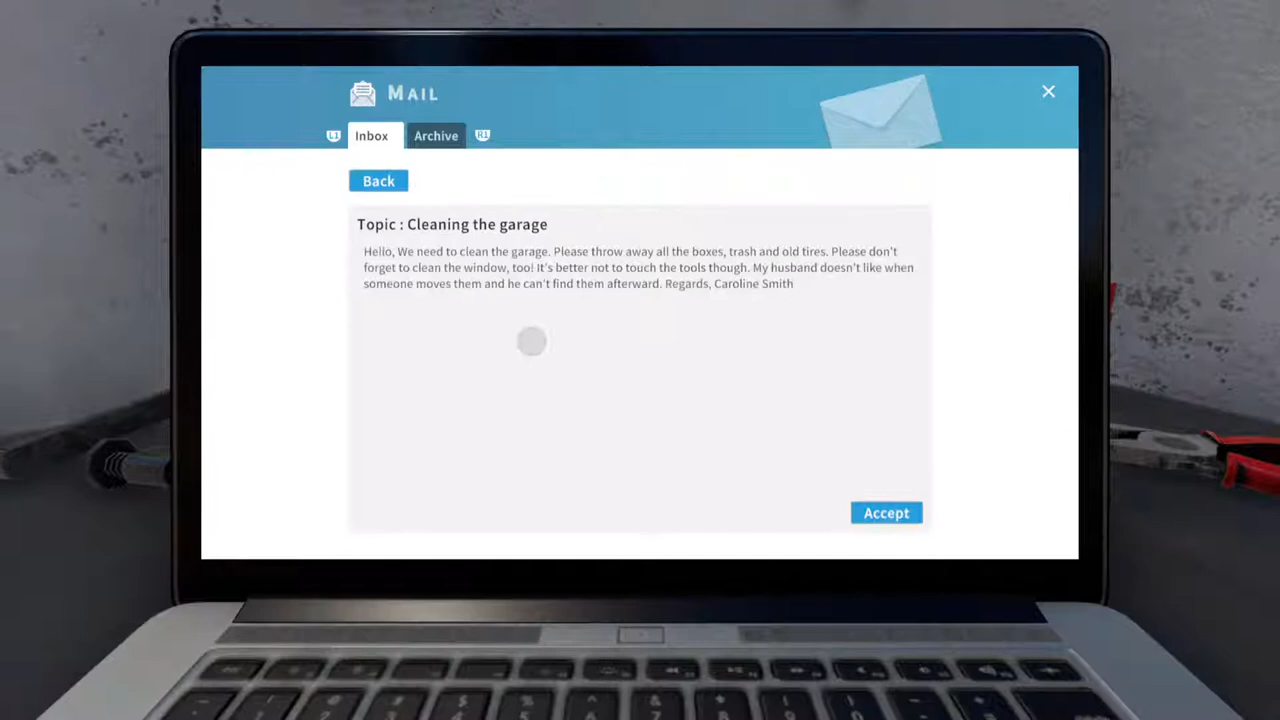 MAIL
L1 Inbox Archive R1
Back
Topic : Cleaning the garage
Hello, We need to clean the garage. Please throw away all the boxes, trash and old tires. Please don't
forget to clean the window, too! It's better not to touch the tools though. My husband doesn't like when
someone moves them and he can't find them afterward. Regards, Caroline Smith
Accept